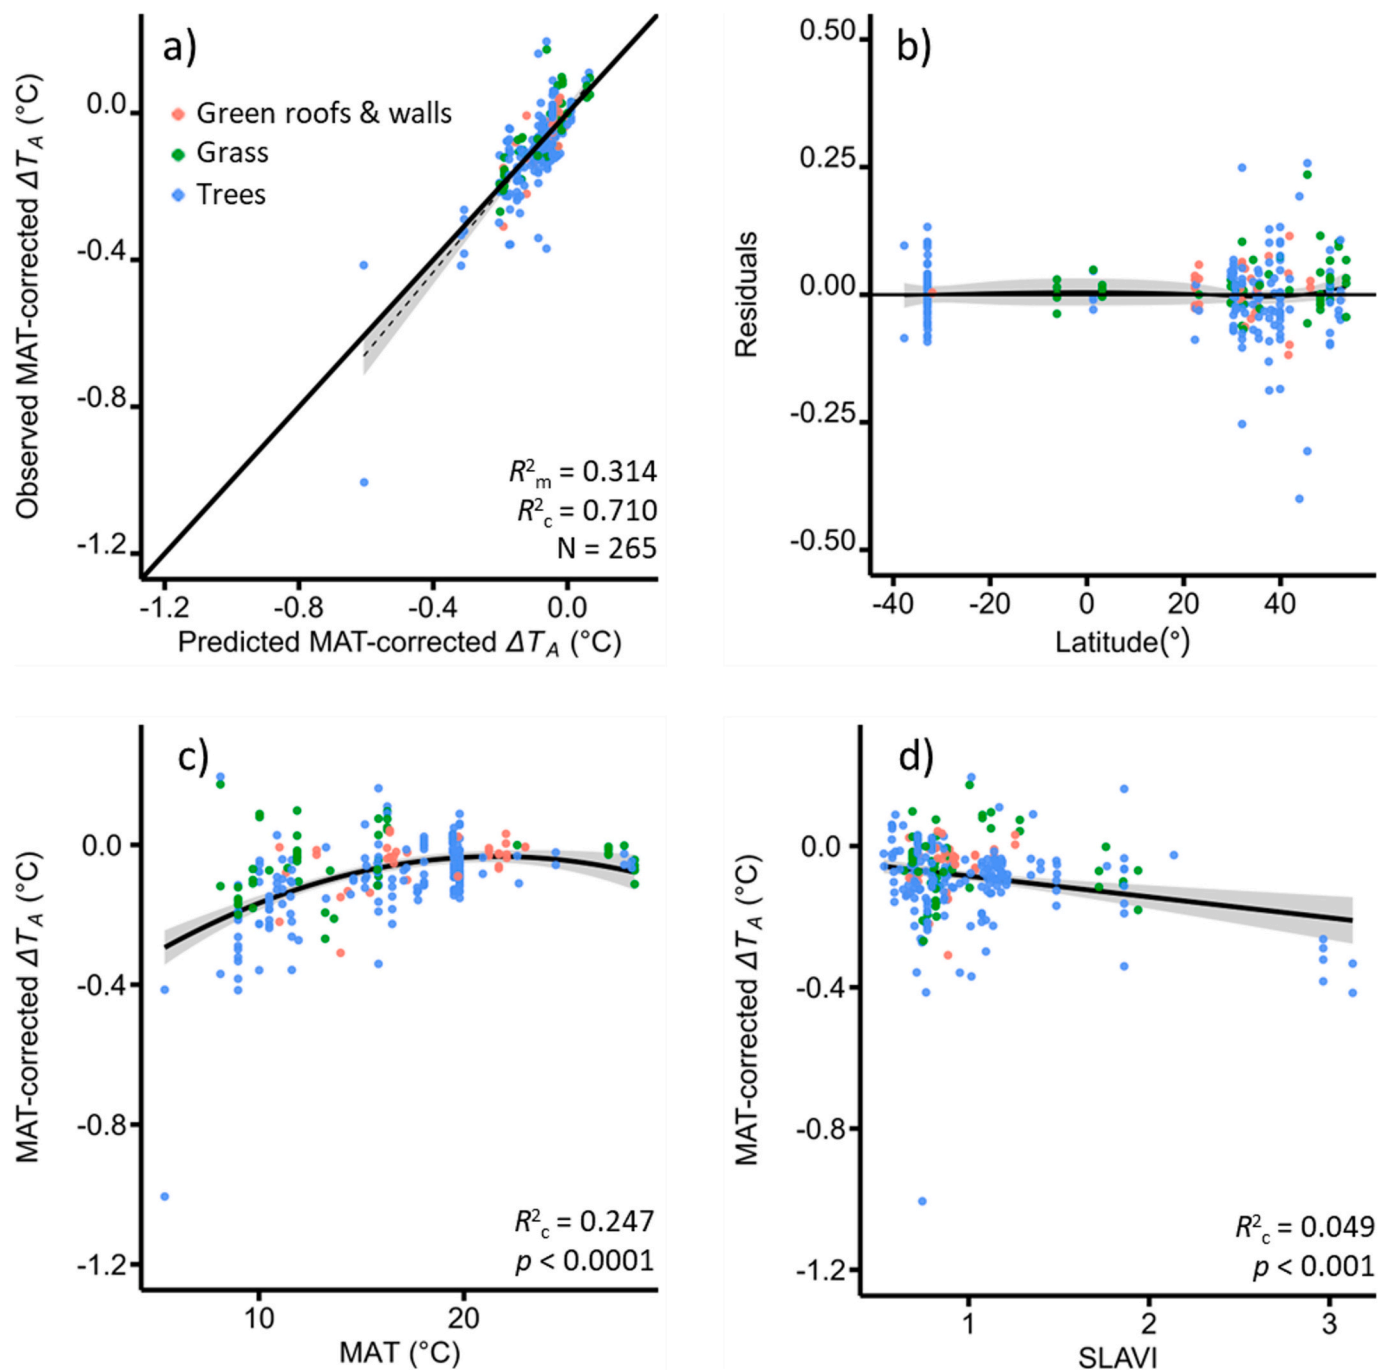 a)
Green roofs & walls
Grass
Trees
Observed MAT-corrected ΔT_A (°C)
0.0
-0.4
-0.8
-1.2
R²m = 0.314
R²c = 0.710
N = 265
-1.2 -0.8 -0.4 0.0
Predicted MAT-corrected ΔT_A (°C)
b)
Residuals
0.50
0.25
0.00
-0.25
-0.50
-40 -20 0 20 40
Latitude(°)
c)
MAT-corrected ΔT_A (°C)
0.0
-0.4
-0.8
-1.2
R²c = 0.247
p < 0.0001
10 20
MAT (°C)
d)
MAT-corrected ΔT_A (°C)
0.0
-0.4
-0.8
-1.2
R²c = 0.049
p < 0.001
1 2 3
SLAVI